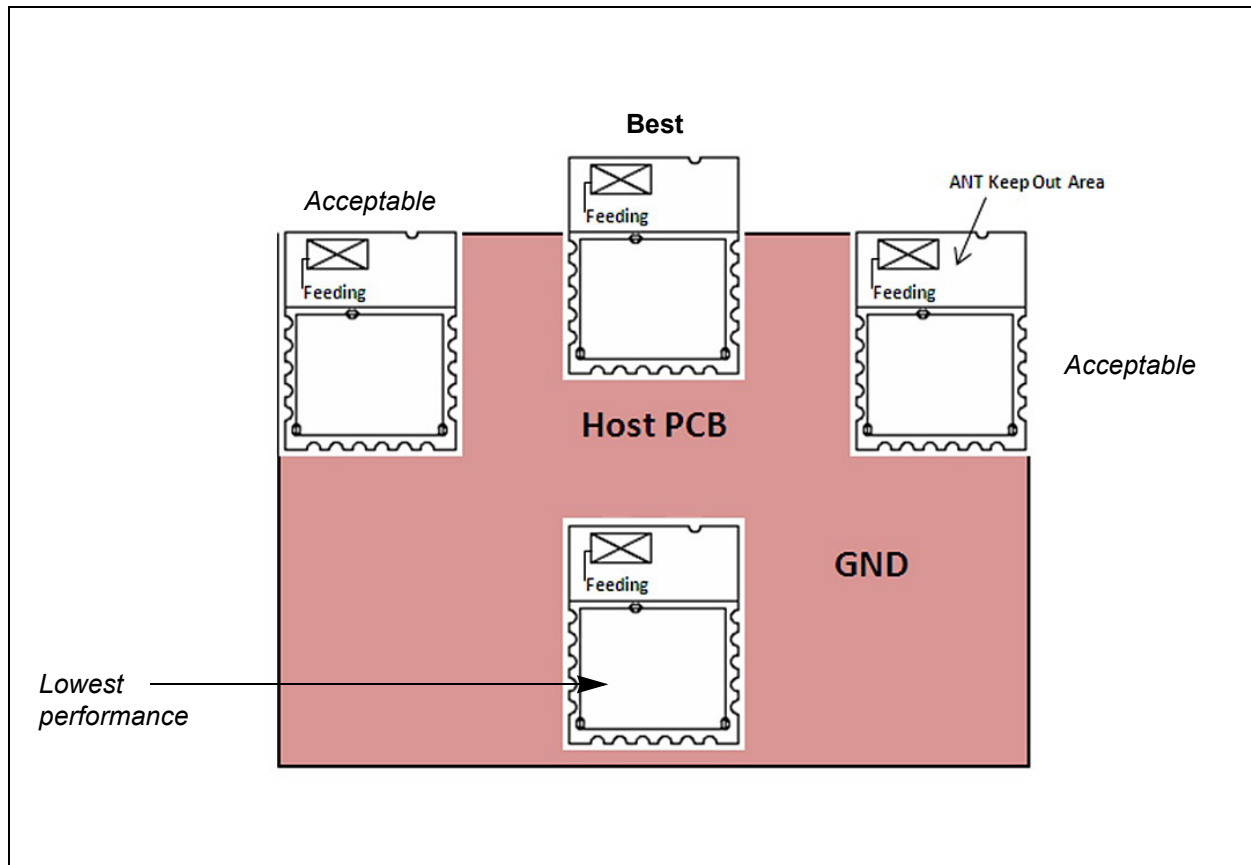 Best
Acceptable
ANT Keep Out Area
Feeding
Feeding
Feeding
Acceptable
Host PCB
GND
Feeding
Lowest
performance